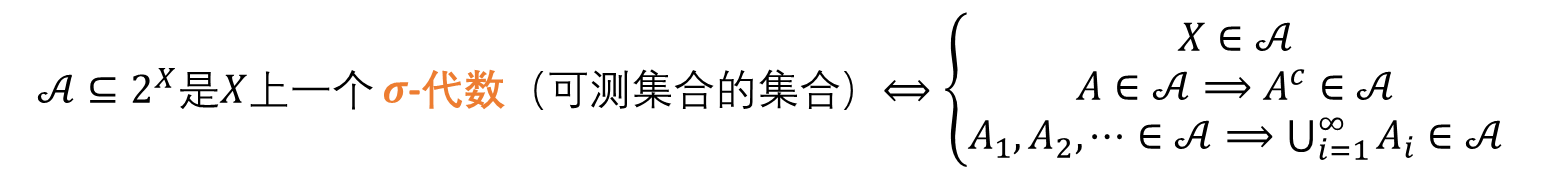 𝒜 ⊆ 2^X是X上一个 σ-代数（可测集合的集合）⟺
X ∈ 𝒜
A ∈ 𝒜 ⟹ A^c ∈ 𝒜
A_1, A_2, ⋯ ∈ 𝒜 ⟹ ⋃_{i=1}^∞ A_i ∈ 𝒜